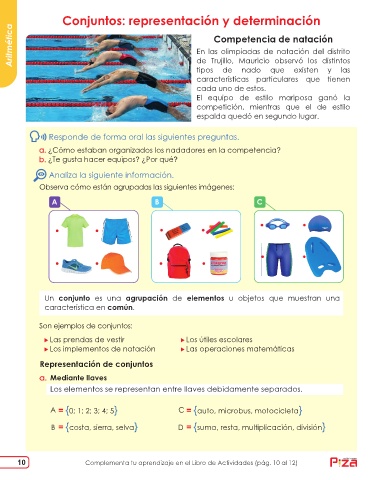 Conjuntos: representación y determinación
Aritmética
Competencia de natación
En las olimpiadas de natación del distrito
de Trujillo, Mauricio observó los distintos
tipos de nado que existen y las
características particulares que tienen
cada uno de estos.
El equipo de estilo mariposa ganó la
competición, mientras que el de estilo
espalda quedó en segundo lugar.
Responde de forma oral las siguientes preguntas.
a. ¿Cómo estaban organizados los nadadores en la competencia?
b. ¿Te gusta hacer equipos? ¿Por qué?
Analiza la siguiente información.
Observa cómo están agrupadas las siguientes imágenes:
A B C
Un conjunto es una agrupación de elementos u objetos que muestran una
característica en común.
Son ejemplos de conjuntos:
Las prendas de vestir Los útiles escolares
Los implementos de natación Las operaciones matemáticas
Representación de conjuntos
a. Mediante llaves
Los elementos se representan entre llaves debidamente separados.
A = {0; 1; 2; 3; 4; 5} C = {auto, microbus, motocicleta}
B = {costa, sierra, selva} D = {suma, resta, multiplicación, división}
10 Complementa tu aprendizaje en el Libro de Actividades (pág. 10 al 12)